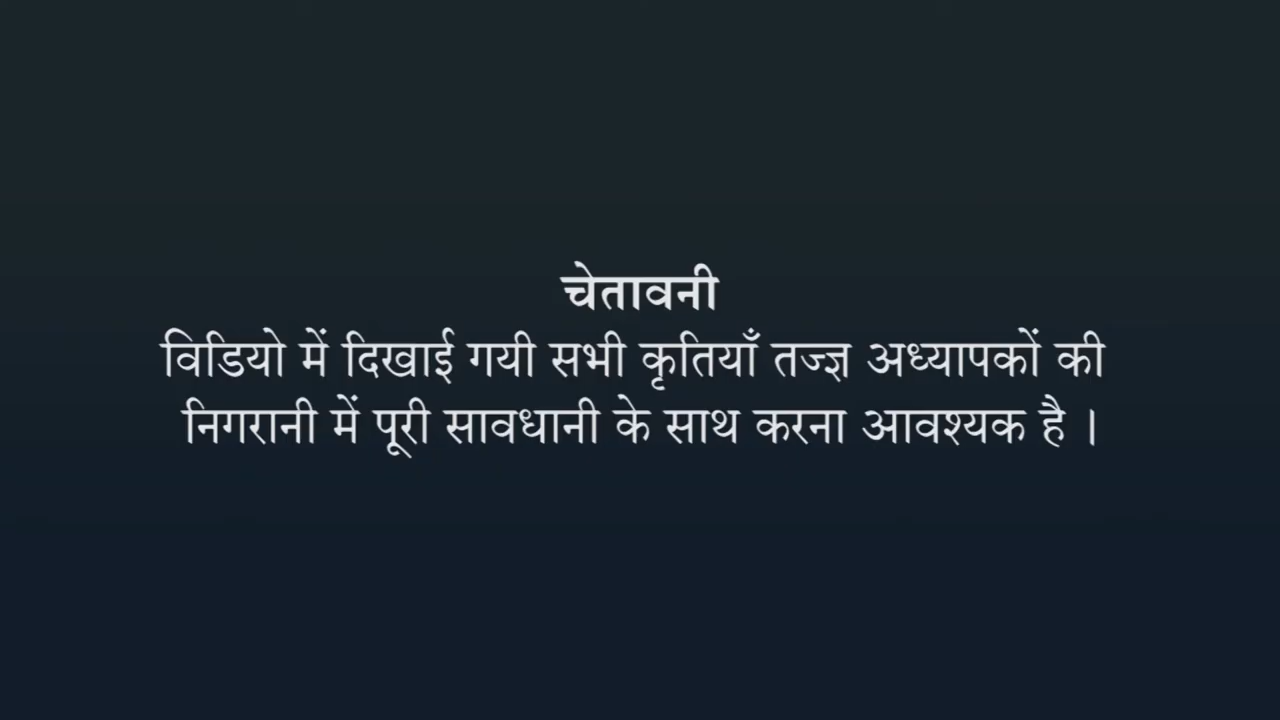 चेतावनी
विडियो में दिखाई गयी सभी कृतियाँ तज्ज्ञ अध्यापकों की
निगरानी में पूरी सावधानी के साथ करना आवश्यक है ।